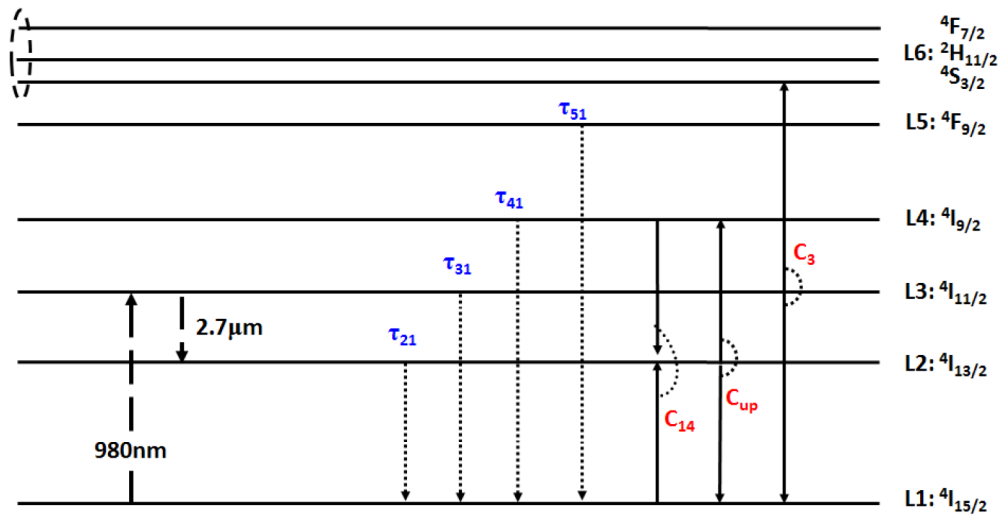 ⁴F₇/₂
L6: ²H₁₁/₂
⁴S₃/₂
τ₅₁
L5: ⁴F₉/₂
τ₄₁
L4: ⁴I₉/₂
τ₃₁
C₃
L3: ⁴I₁₁/₂
2.7μm
τ₂₁
L2: ⁴I₁₃/₂
C₁₄
C_up
980nm
L1: ⁴I₁₅/₂